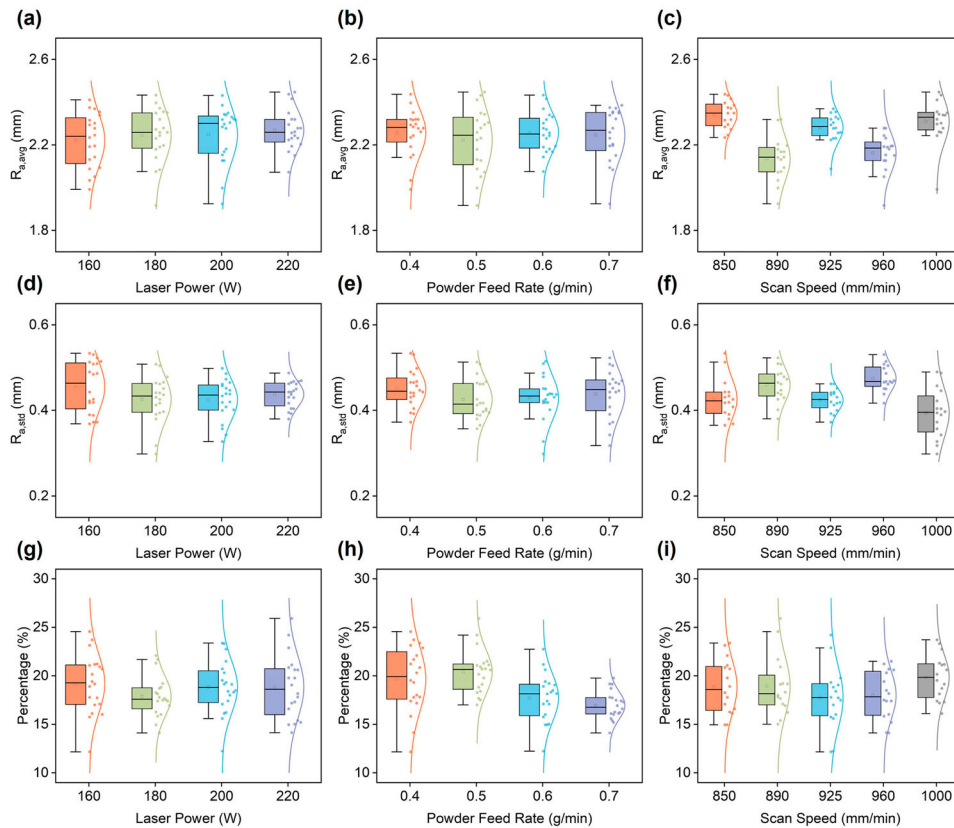 (a)
(b)
(c)
2.6
2.2
1.8
R_a,avg (mm)
160 180 200 220
Laser Power (W)
2.6
2.2
1.8
R_a,avg (mm)
0.4 0.5 0.6 0.7
Powder Feed Rate (g/min)
2.6
2.2
1.8
R_a,avg (mm)
850 890 925 960 1000
Scan Speed (mm/min)
(d)
(e)
(f)
0.6
0.4
0.2
R_a,std (mm)
160 180 200 220
Laser Power (W)
0.6
0.4
0.2
R_a,std (mm)
0.4 0.5 0.6 0.7
Powder Feed Rate (g/min)
0.6
0.4
0.2
R_a,std (mm)
850 890 925 960 1000
Scan Speed (mm/min)
(g)
(h)
(i)
30
25
20
15
10
Percentage (%)
160 180 200 220
Laser Power (W)
30
25
20
15
10
Percentage (%)
0.4 0.5 0.6 0.7
Powder Feed Rate (g/min)
30
25
20
15
10
Percentage (%)
850 890 925 960 1000
Scan Speed (mm/min)